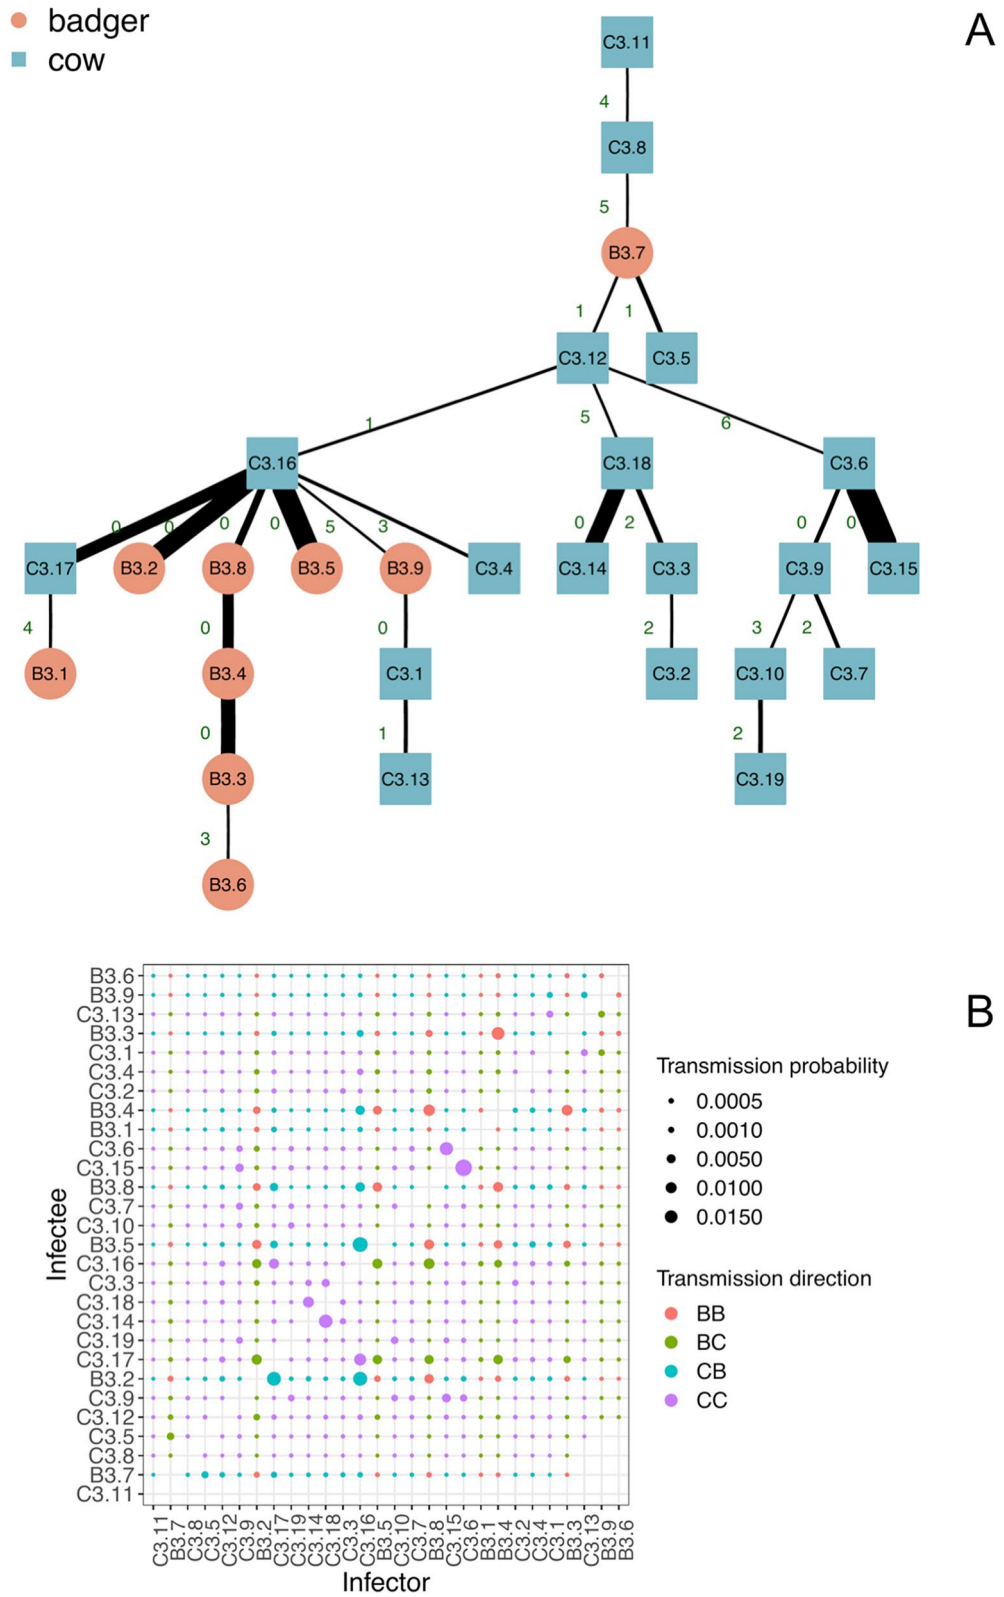 badger
cow
A
C3.11
4
C3.8
5
B3.7
1 1
C3.12 C3.5
1 5 6
C3.16 C3.18 C3.6
0 0 0 0 5 3 0 2 0 0
C3.17 B3.2 B3.8 B3.5 B3.9 C3.4 C3.14 C3.3 C3.9 C3.15
4 0 0 2 3 2
B3.1 B3.4 C3.1 C3.2 C3.10 C3.7
0 1 2
B3.3 C3.13 C3.19
3
B3.6
B
Infectee
B3.6
B3.9
C3.13
B3.3
C3.1
C3.4
C3.2
B3.4
B3.1
C3.6
C3.15
B3.8
C3.7
C3.10
B3.5
C3.16
C3.3
C3.18
C3.14
C3.19
C3.17
B3.2
C3.9
C3.12
C3.5
C3.8
B3.7
C3.11
C3.11
B3.7
C3.8
C3.5
C3.12
C3.9
B3.2
C3.17
C3.19
C3.14
C3.18
C3.3
C3.16
B3.5
C3.10
C3.7
B3.8
C3.15
C3.6
B3.1
B3.4
C3.2
C3.4
C3.1
B3.3
C3.13
B3.9
B3.6
Infector
Transmission probability
0.0005
0.0010
0.0050
0.0100
0.0150
Transmission direction
BB
BC
CB
CC